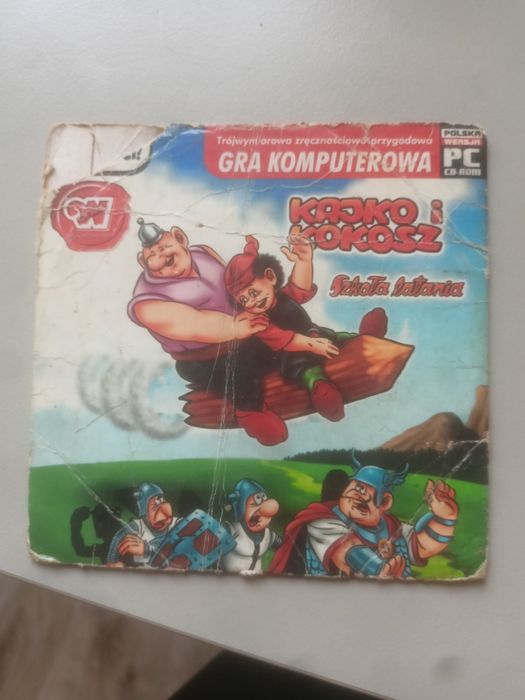 Trójwymiarowa zręcznościowo-przygodowa
GRA KOMPUTEROWA
POLSKA
WERSJA
PC
CD-ROM
KAJKO i
KOKOSZ
Szkoła latania